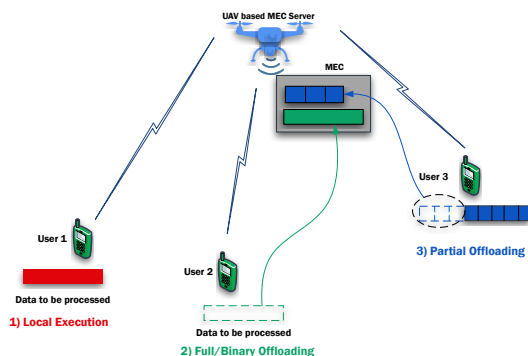 UAV based MEC Server
MEC
User 3
User 1
3) Partial Offloading
User 2
Data to be processed
1) Local Execution
Data to be processed
2) Full/Binary Offloading